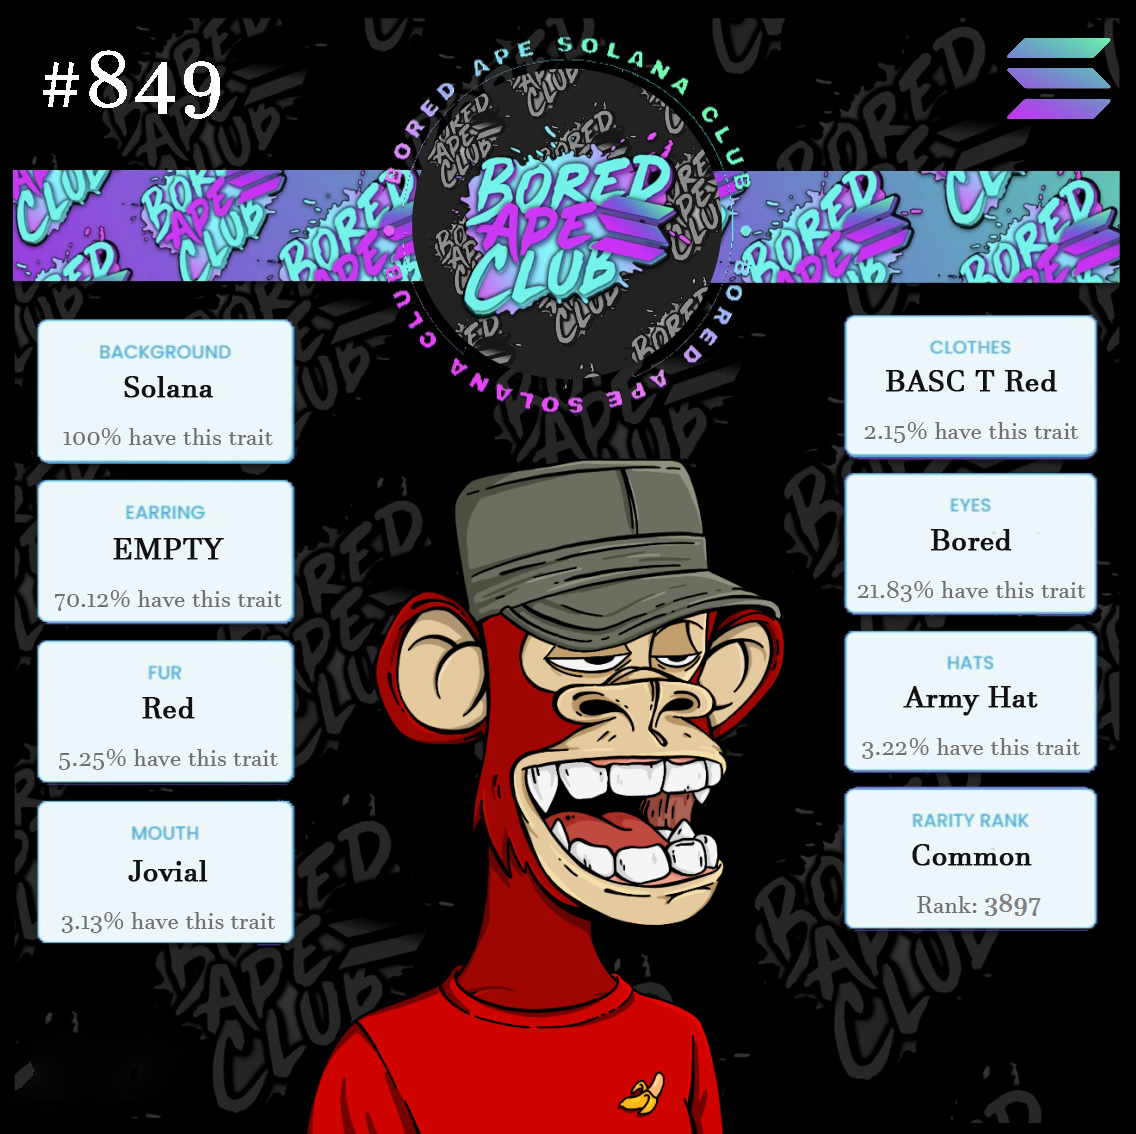 #849
BORED APE SOLANA CLUB
BORED APE SOLANA CLUB
BORED
APE
CLUB
BACKGROUND
Solana
100% have this trait
EARRING
EMPTY
70.12% have this trait
FUR
Red
5.25% have this trait
MOUTH
Jovial
3.13% have this trait
CLOTHES
BASC T Red
2.15% have this trait
EYES
Bored
21.83% have this trait
HATS
Army Hat
3.22% have this trait
RARITY RANK
Common
Rank: 3897